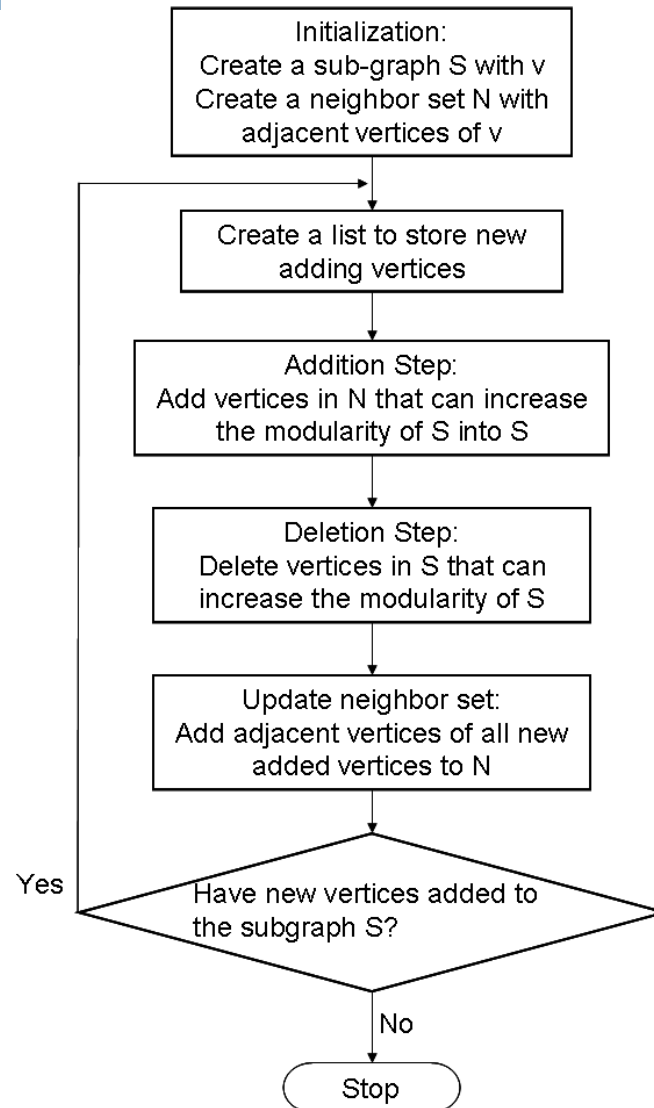 Initialization:
Create a sub-graph S with v
Create a neighbor set N with
adjacent vertices of v
Create a list to store new
adding vertices
Addition Step:
Add vertices in N that can increase
the modularity of S into S
Deletion Step:
Delete vertices in S that can
increase the modularity of S
Update neighbor set:
Add adjacent vertices of all new
added vertices to N
Yes
Have new vertices added to
the subgraph S?
No
Stop